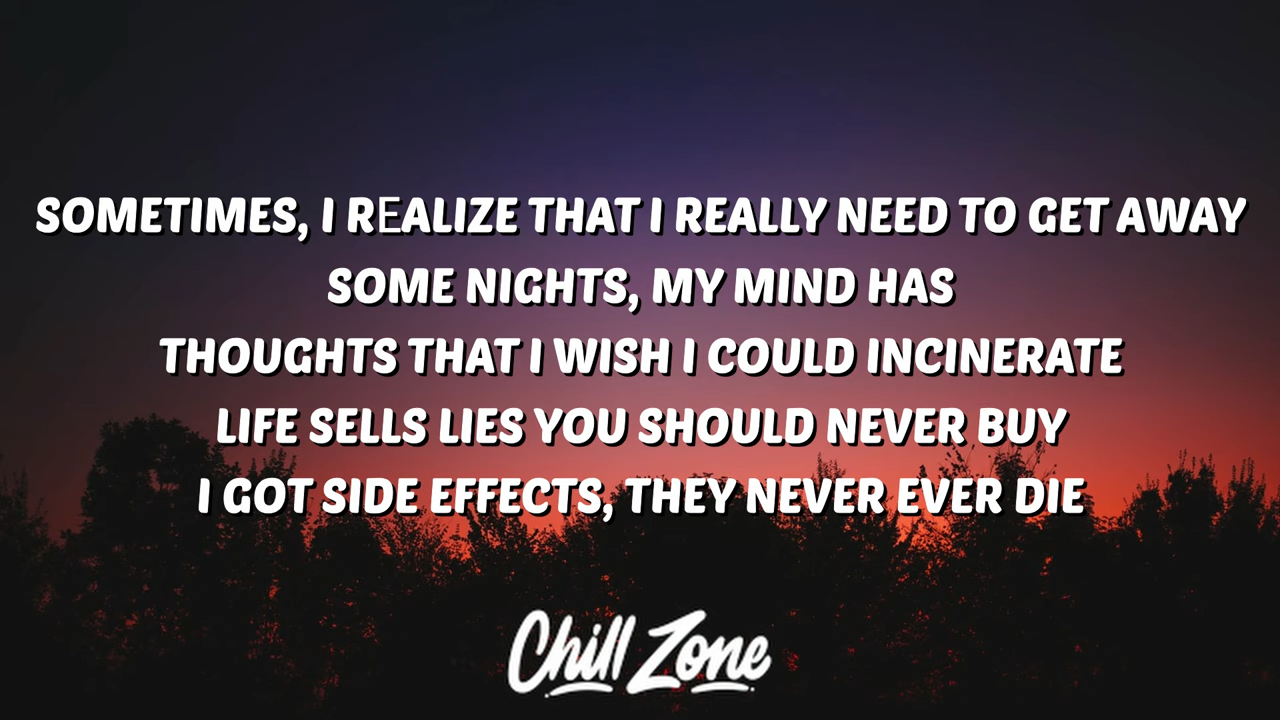 SOMETIMES, I REALIZE THAT I REALLY NEED TO GET AWAY
SOME NIGHTS, MY MIND HAS
THOUGHTS THAT I WISH I COULD INCINERATE
LIFE SELLS LIES YOU SHOULD NEVER BUY
I GOT SIDE EFFECTS, THEY NEVER EVER DIE
Chill Zone